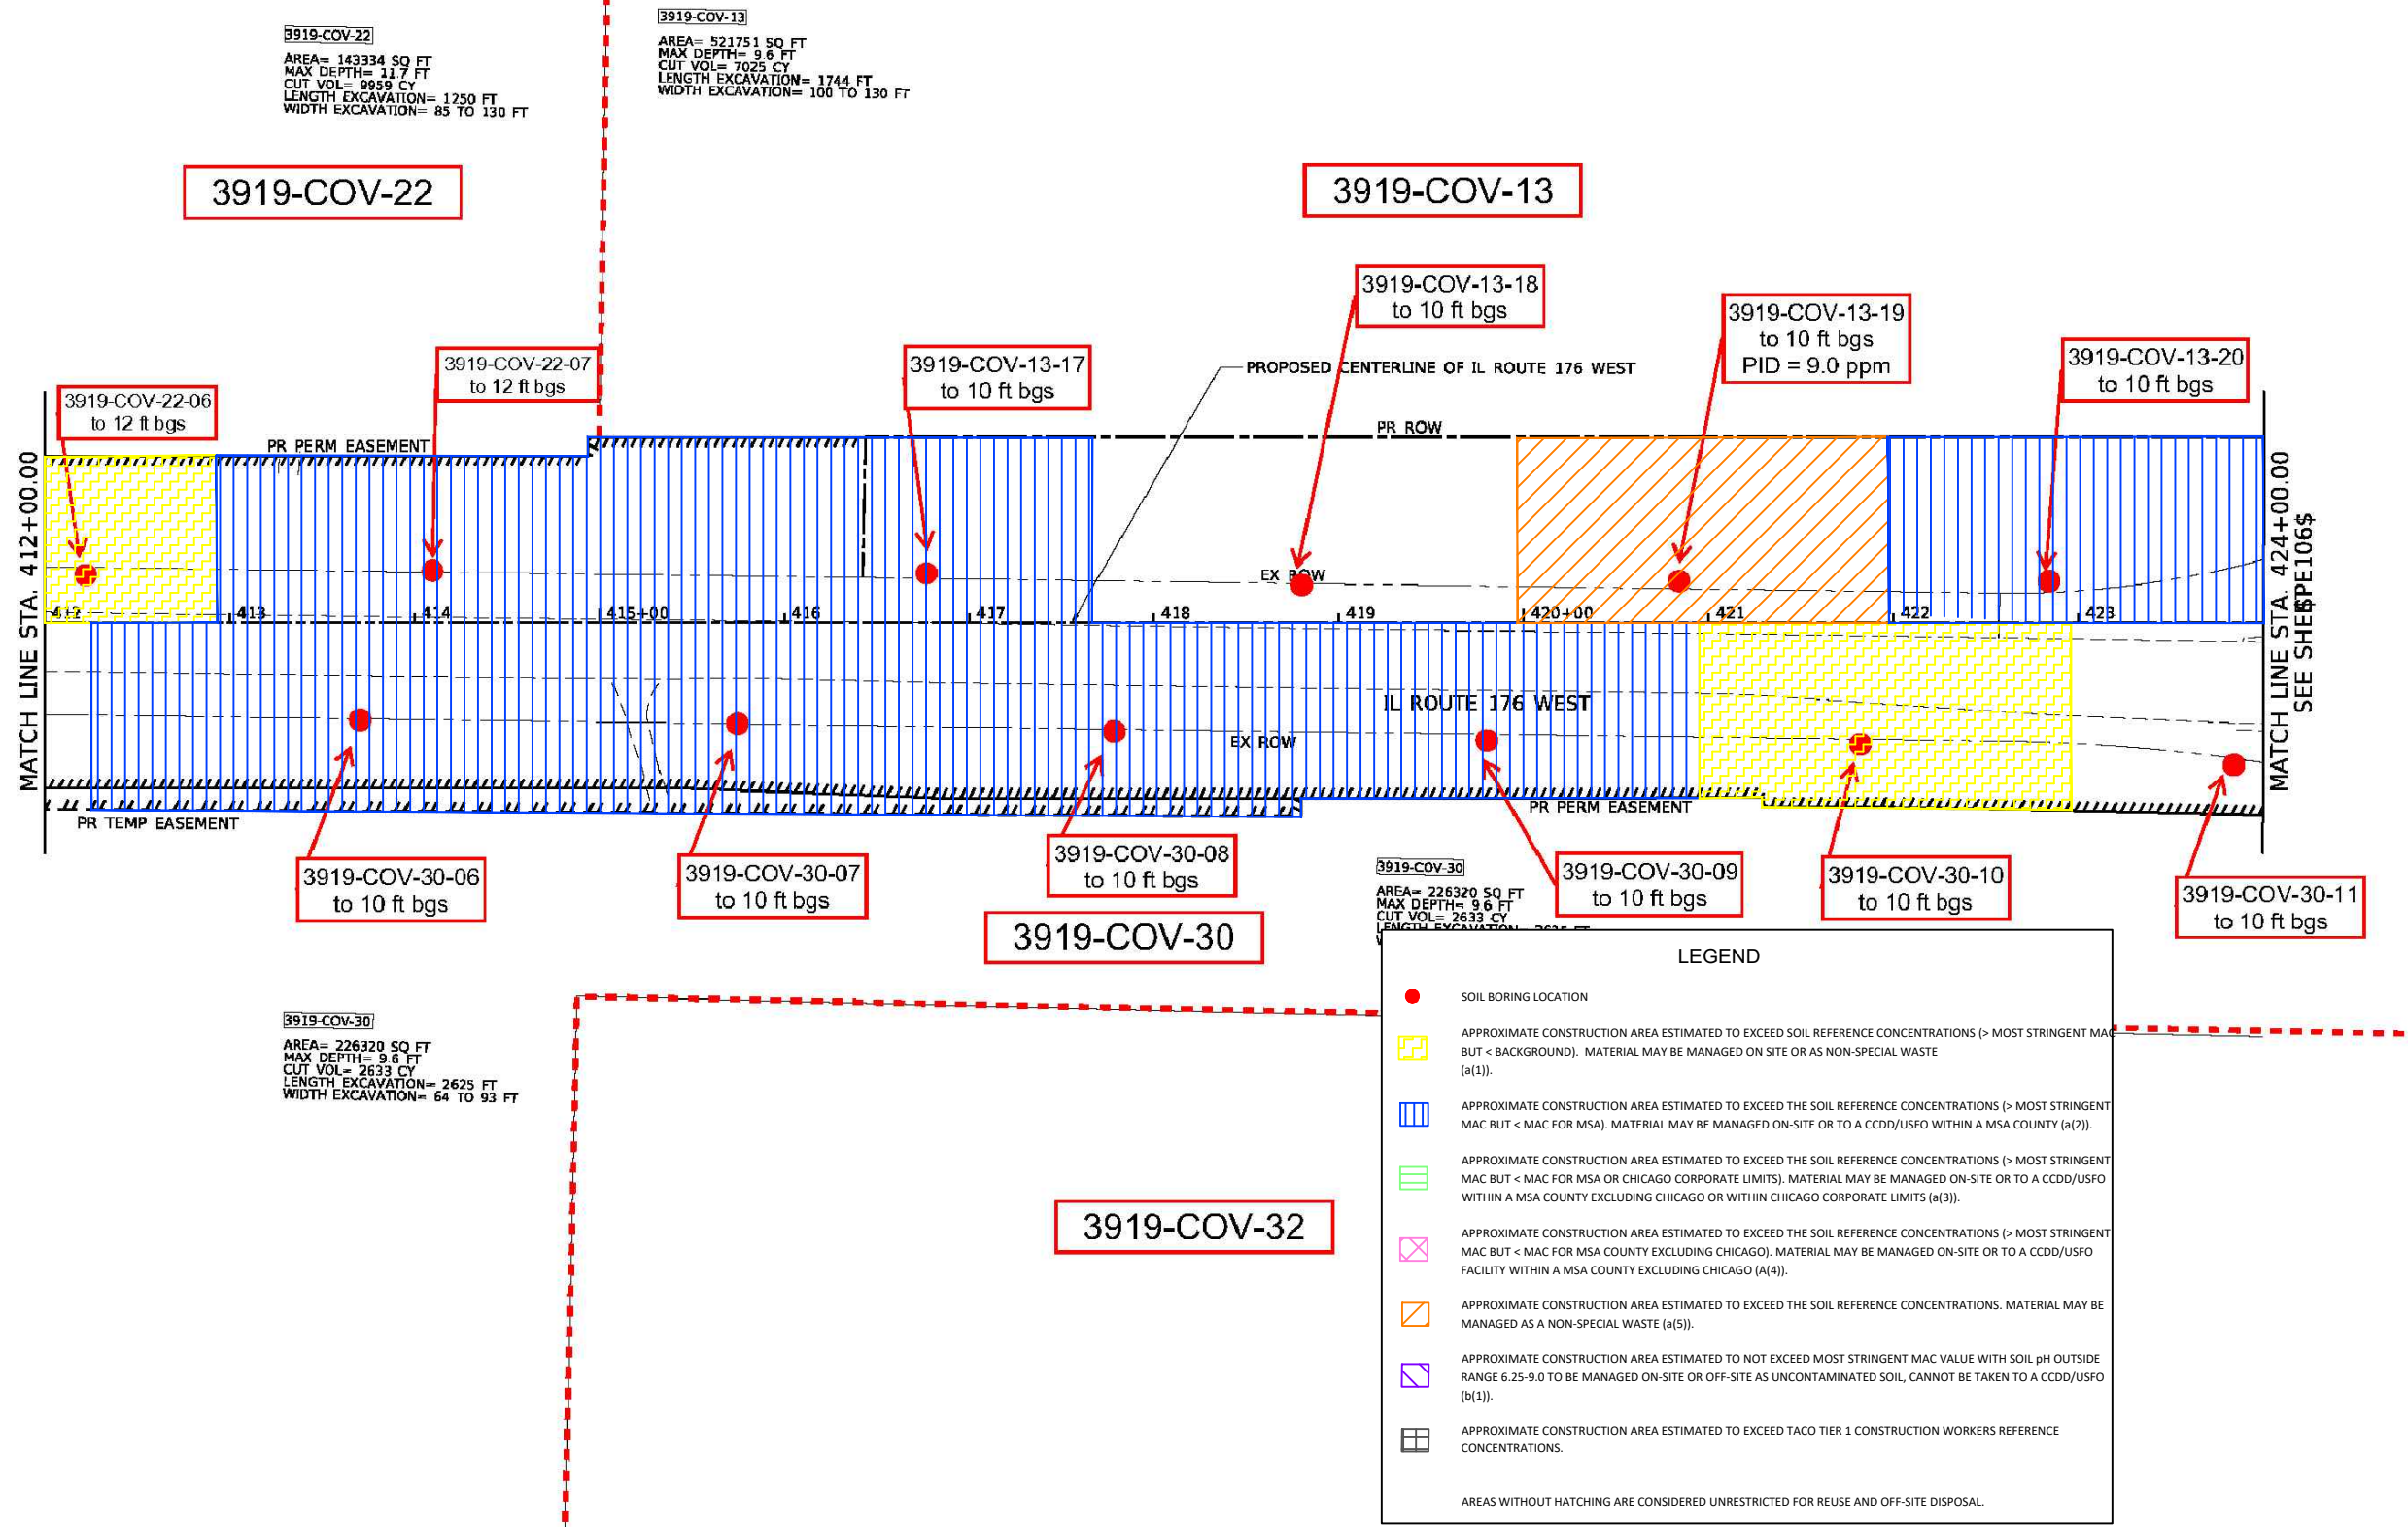 3919-COV-22
AREA= 143334 SQ FT
MAX DEPTH= 11.7 FT
CUT VOL= 9959 CY
LENGTH EXCAVATION= 1250 FT
WIDTH EXCAVATION= 85 TO 130 FT
3919-COV-13
AREA= 521751 SQ FT
MAX DEPTH= 9.6 FT
CUT VOL= 7025 CY
LENGTH EXCAVATION= 1744 FT
WIDTH EXCAVATION= 100 TO 130 FT
3919-COV-22
3919-COV-13
3919-COV-22-06
to 12 ft bgs
3919-COV-22-07
to 12 ft bgs
3919-COV-13-17
to 10 ft bgs
3919-COV-13-18
to 10 ft bgs
3919-COV-13-19
to 10 ft bgs
PID = 9.0 ppm
3919-COV-13-20
to 10 ft bgs
PROPOSED CENTERLINE OF IL ROUTE 176 WEST
PR PERM EASEMENT
PR ROW
EX ROW
MATCH LINE STA. 412+00.00
412
413
414
415+00
416
417
418
419
420+00
421
422
423
MATCH LINE STA. 424+00.00
SEE SHEE$PE106$
IL ROUTE 176 WEST
EX ROW
PR PERM EASEMENT
PR TEMP EASEMENT
3919-COV-30-06
to 10 ft bgs
3919-COV-30-07
to 10 ft bgs
3919-COV-30-08
to 10 ft bgs
3919-COV-30-09
to 10 ft bgs
3919-COV-30-10
to 10 ft bgs
3919-COV-30-11
to 10 ft bgs
3919-COV-30
3919-COV-30
AREA= 226320 SQ FT
MAX DEPTH= 9.6 FT
CUT VOL= 2633 CY
LENGTH EXCAVATION= 2625 FT
3919-COV-30
AREA= 226320 SQ FT
MAX DEPTH= 9.6 FT
CUT VOL= 2633 CY
LENGTH EXCAVATION= 2625 FT
WIDTH EXCAVATION= 64 TO 93 FT
3919-COV-32
LEGEND
SOIL BORING LOCATION
APPROXIMATE CONSTRUCTION AREA ESTIMATED TO EXCEED SOIL REFERENCE CONCENTRATIONS (> MOST STRINGENT MAC
BUT < BACKGROUND). MATERIAL MAY BE MANAGED ON SITE OR AS NON-SPECIAL WASTE
(a(1)).
APPROXIMATE CONSTRUCTION AREA ESTIMATED TO EXCEED THE SOIL REFERENCE CONCENTRATIONS (> MOST STRINGENT
MAC BUT < MAC FOR MSA). MATERIAL MAY BE MANAGED ON-SITE OR TO A CCDD/USFO WITHIN A MSA COUNTY (a(2)).
APPROXIMATE CONSTRUCTION AREA ESTIMATED TO EXCEED THE SOIL REFERENCE CONCENTRATIONS (> MOST STRINGENT
MAC BUT < MAC FOR MSA OR CHICAGO CORPORATE LIMITS). MATERIAL MAY BE MANAGED ON-SITE OR TO A CCDD/USFO
WITHIN A MSA COUNTY EXCLUDING CHICAGO OR WITHIN CHICAGO CORPORATE LIMITS (a(3)).
APPROXIMATE CONSTRUCTION AREA ESTIMATED TO EXCEED THE SOIL REFERENCE CONCENTRATIONS (> MOST STRINGENT
MAC BUT < MAC FOR MSA COUNTY EXCLUDING CHICAGO). MATERIAL MAY BE MANAGED ON-SITE OR TO A CCDD/USFO
FACILITY WITHIN A MSA COUNTY EXCLUDING CHICAGO (A(4)).
APPROXIMATE CONSTRUCTION AREA ESTIMATED TO EXCEED THE SOIL REFERENCE CONCENTRATIONS. MATERIAL MAY BE
MANAGED AS A NON-SPECIAL WASTE (a(5)).
APPROXIMATE CONSTRUCTION AREA ESTIMATED TO NOT EXCEED MOST STRINGENT MAC VALUE WITH SOIL pH OUTSIDE
RANGE 6.25-9.0 TO BE MANAGED ON-SITE OR OFF-SITE AS UNCONTAMINATED SOIL, CANNOT BE TAKEN TO A CCDD/USFO
(b(1)).
APPROXIMATE CONSTRUCTION AREA ESTIMATED TO EXCEED TACO TIER 1 CONSTRUCTION WORKERS REFERENCE
CONCENTRATIONS.
AREAS WITHOUT HATCHING ARE CONSIDERED UNRESTRICTED FOR REUSE AND OFF-SITE DISPOSAL.